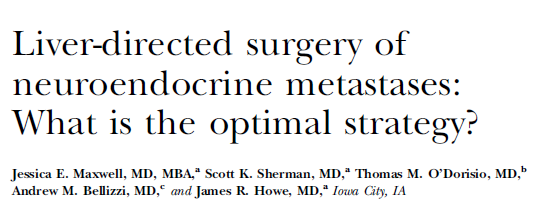 Liver-directed surgery of
neuroendocrine metastases:
What is the optimal strategy?
Jessica E. Maxwell, MD, MBA,a Scott K. Sherman, MD,a Thomas M. O'Dorisio, MD,b
Andrew M. Bellizzi, MD,c and James R. Howe, MD,a Iowa City, IA